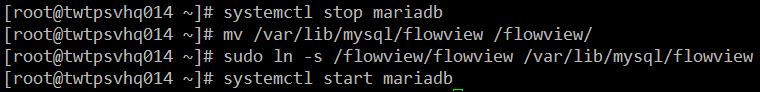 [root@twtpsvhq014 ~]# systemctl stop mariadb
[root@twtpsvhq014 ~]# mv /var/lib/mysql/flowview /flowview/
[root@twtpsvhq014 ~]# sudo ln -s /flowview/flowview /var/lib/mysql/flowview
[root@twtpsvhq014 ~]# systemctl start mariadb